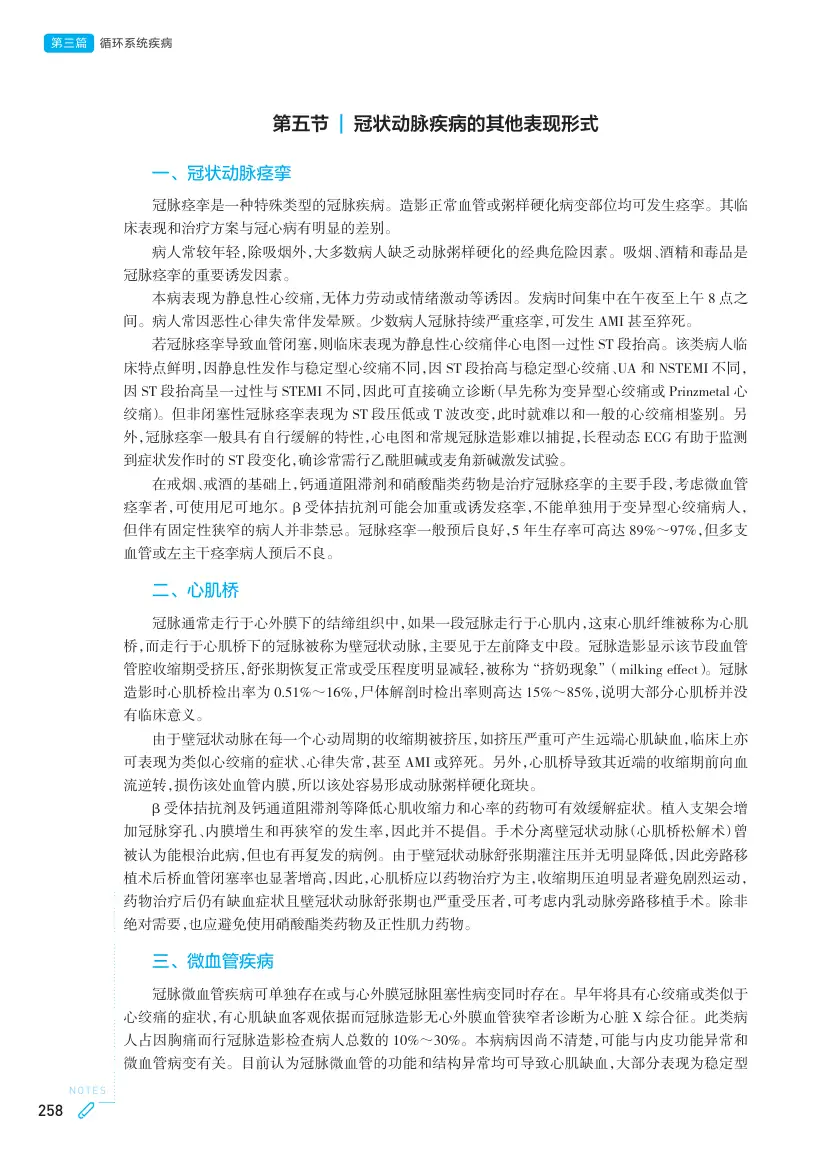 第三篇 循环系统疾病
第五节 | 冠状动脉疾病的其他表现形式
一、冠状动脉痉挛
冠脉痉挛是一种特殊类型的冠脉疾病。造影正常血管或粥样硬化病变部位均可发生痉挛。其临
床表现和治疗方案与冠心病有明显的差别。
病人常较年轻,除吸烟外,大多数病人缺乏动脉粥样硬化的经典危险因素。吸烟、酒精和毒品是
冠脉痉挛的重要诱发因素。
本病表现为静息性心绞痛,无体力劳动或情绪激动等诱因。发病时间集中在午夜至上午 8 点之
间。病人常因恶性心律失常伴发晕厥。少数病人冠脉持续严重痉挛,可发生 AMI 甚至猝死。
若冠脉痉挛导致血管闭塞,则临床表现为静息性心绞痛伴心电图一过性 ST 段抬高。该类病人临
床特点鲜明,因静息性发作与稳定型心绞痛不同,因 ST 段抬高与稳定型心绞痛、UA 和 NSTEMI 不同,
因 ST 段抬高呈一过性与 STEMI 不同,因此可直接确立诊断(早先称为变异型心绞痛或 Prinzmetal 心
绞痛)。但非闭塞性冠脉痉挛表现为 ST 段压低或 T 波改变,此时就难以和一般的心绞痛相鉴别。另
外,冠脉痉挛一般具有自行缓解的特性,心电图和常规冠脉造影难以捕捉,长程动态 ECG 有助于监测
到症状发作时的 ST 段变化,确诊常需行乙酰胆碱或麦角新碱激发试验。
在戒烟、戒酒的基础上,钙通道阻滞剂和硝酸酯类药物是治疗冠脉痉挛的主要手段,考虑微血管
痉挛者,可使用尼可地尔。β 受体拮抗剂可能会加重或诱发痉挛,不能单独用于变异型心绞痛病人,
但伴有固定性狭窄的病人并非禁忌。冠脉痉挛一般预后良好,5 年生存率可高达 89%～97%,但多支
血管或左主干痉挛病人预后不良。
二、心肌桥
冠脉通常走行于心外膜下的结缔组织中,如果一段冠脉走行于心肌内,这束心肌纤维被称为心肌
桥,而走行于心肌桥下的冠脉被称为壁冠状动脉,主要见于左前降支中段。冠脉造影显示该节段血管
管腔收缩期受挤压,舒张期恢复正常或受压程度明显减轻,被称为“挤奶现象”(milking effect)。冠脉
造影时心肌桥检出率为 0.51%～16%,尸体解剖时检出率则高达 15%～85%,说明大部分心肌桥并没
有临床意义。
由于壁冠状动脉在每一个心动周期的收缩期被挤压,如挤压严重可产生远端心肌缺血,临床上亦
可表现为类似心绞痛的症状、心律失常,甚至 AMI 或猝死。另外,心肌桥导致其近端的收缩期前向血
流逆转,损伤该处血管内膜,所以该处容易形成动脉粥样硬化斑块。
β 受体拮抗剂及钙通道阻滞剂等降低心肌收缩力和心率的药物可有效缓解症状。植入支架会增
加冠脉穿孔、内膜增生和再狭窄的发生率,因此并不提倡。手术分离壁冠状动脉(心肌桥松解术)曾
被认为能根治此病,但也有再复发的病例。由于壁冠状动脉舒张期灌注压并无明显降低,因此旁路移
植术后桥血管闭塞率也显著增高,因此,心肌桥应以药物治疗为主,收缩期压迫明显者避免剧烈运动,
药物治疗后仍有缺血症状且壁冠状动脉舒张期也严重受压者,可考虑内乳动脉旁路移植手术。除非
绝对需要,也应避免使用硝酸酯类药物及正性肌力药物。
三、微血管疾病
冠脉微血管疾病可单独存在或与心外膜冠脉阻塞性病变同时存在。早年将具有心绞痛或类似于
心绞痛的症状,有心肌缺血客观依据而冠脉造影无心外膜血管狭窄者诊断为心脏 X 综合征。此类病
人占因胸痛而行冠脉造影检查病人总数的 10%～30%。本病病因尚不清楚,可能与内皮功能异常和
微血管病变有关。目前认为冠脉微血管的功能和结构异常均可导致心肌缺血,大部分表现为稳定型
NOTES
258